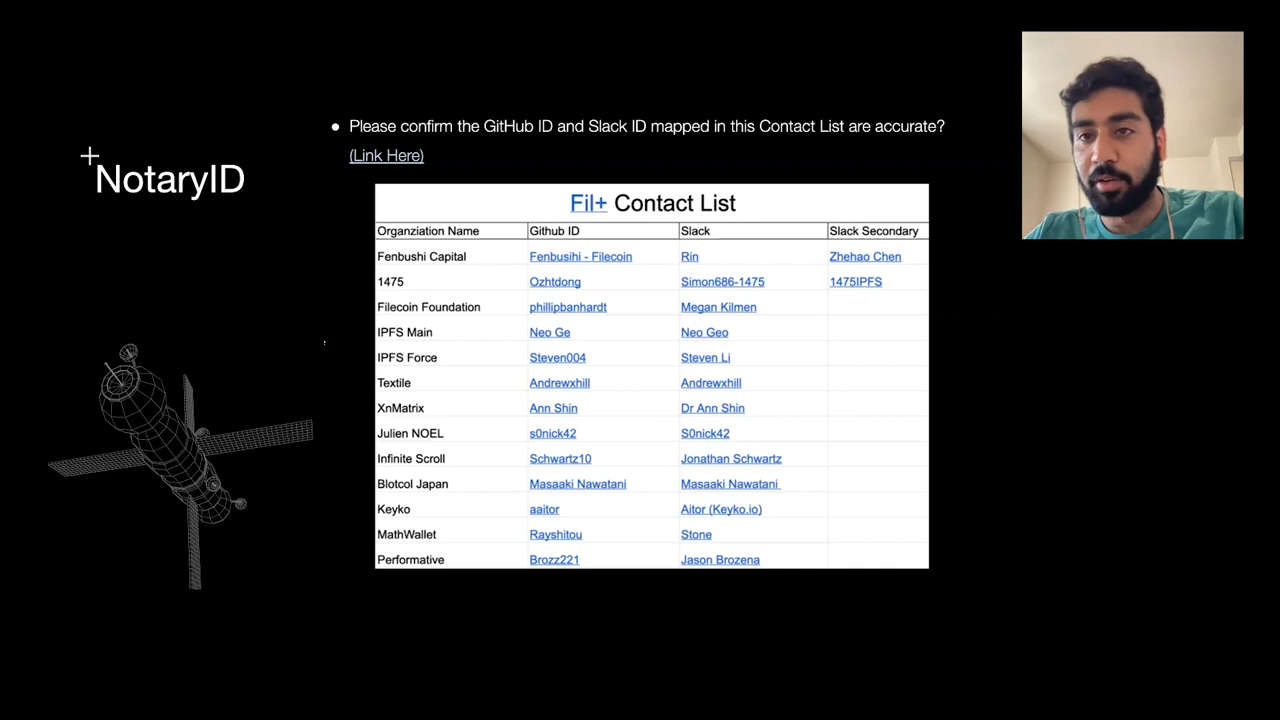 ● Please confirm the GitHub ID and Slack ID mapped in this Contact List are accurate?
(Link Here)
+NotaryID
Fil+ Contact List
Organziation Name Github ID Slack Slack Secondary
Fenbushi Capital Fenbusihi - Filecoin Rin Zhehao Chen
1475 Ozhtdong Simon686-1475 1475IPFS
Filecoin Foundation phillipbanhardt Megan Kilmen
IPFS Main Neo Ge Neo Geo
IPFS Force Steven004 Steven Li
Textile Andrewxhill Andrewxhill
XnMatrix Ann Shin Dr Ann Shin
Julien NOEL s0nick42 S0nick42
Infinite Scroll Schwartz10 Jonathan Schwartz
Blotcol Japan Masaaki Nawatani Masaaki Nawatani
Keyko aaitor Aitor (Keyko.io)
MathWallet Rayshitou Stone
Performative Brozz221 Jason Brozena